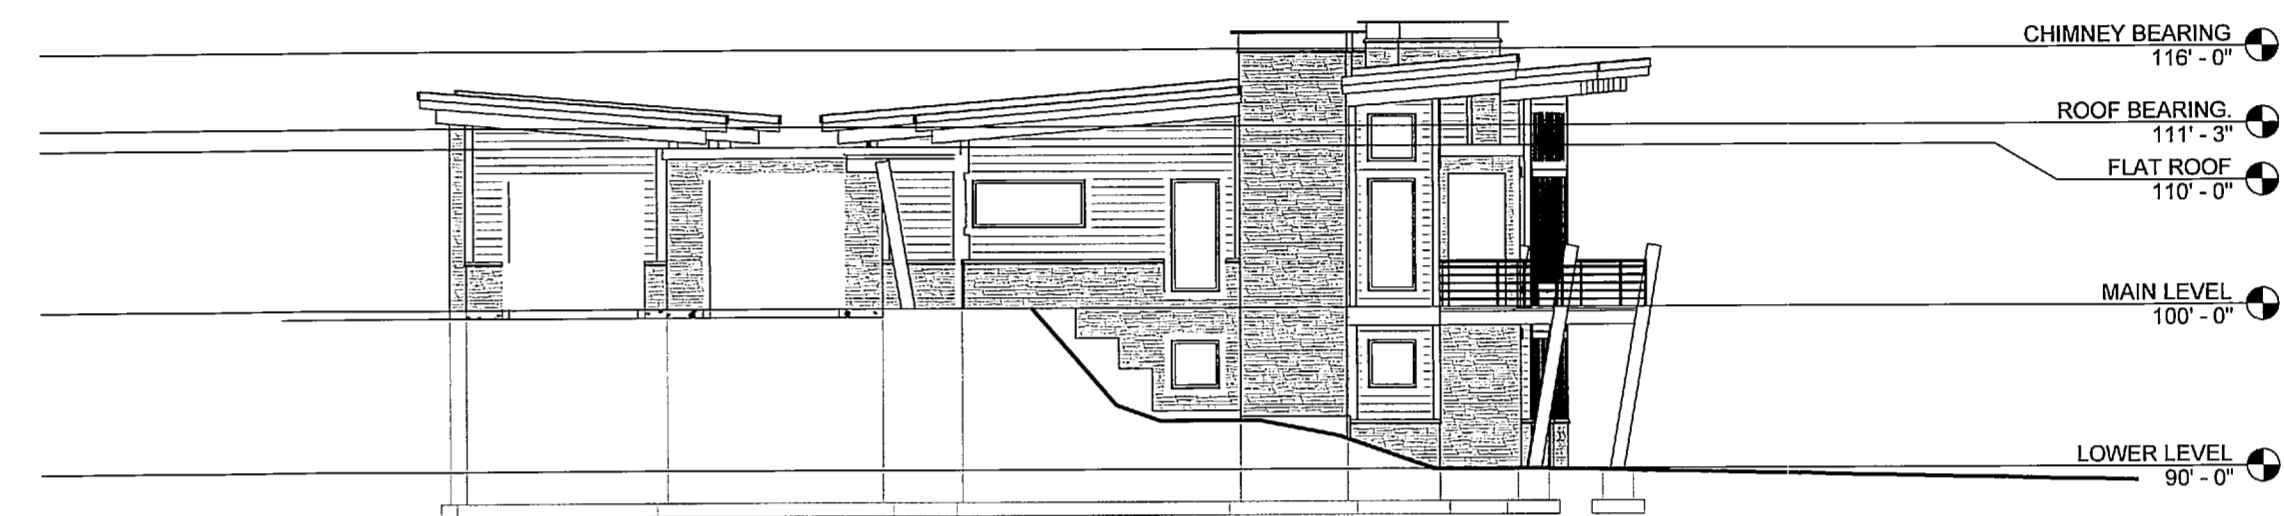 CHIMNEY BEARING
116' - 0"
ROOF BEARING.
111' - 3"
FLAT ROOF
110' - 0"
MAIN LEVEL
100' - 0"
LOWER LEVEL
90' - 0"